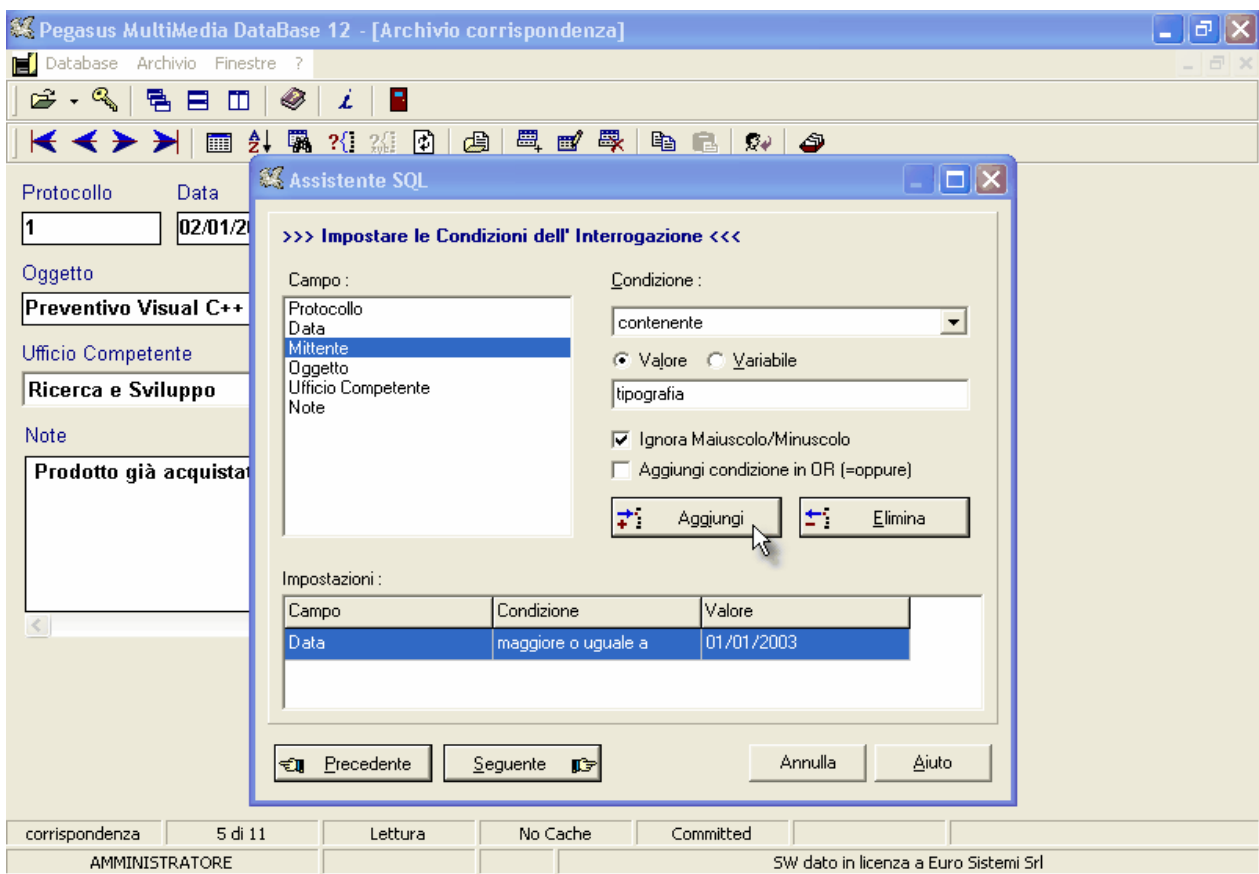 Pegasus MultiMedia DataBase 12 - [Archivio corrispondenza]
Database Archivio Finestre ?
Assistente SQL
Protocollo Data
1 02/01/2
>>> Impostare le Condizioni dell' Interrogazione <<<
Oggetto
Preventivo Visual C++
Ufficio Competente
Ricerca e Sviluppo
Note
Prodotto già acquistat
Campo :
Protocollo
Data
Mittente
Oggetto
Ufficio Competente
Note
Condizione :
contenente
Valore Variabile
tipografia
Ignora Maiuscolo/Minuscolo
Aggiungi condizione in OR (=oppure)
Aggiungi Elimina
Impostazioni :
Campo Condizione Valore
Data maggiore o uguale a 01/01/2003
Precedente Seguente Annulla Aiuto
corrispondenza 5 di 11 Lettura No Cache Committed
AMMINISTRATORE SW dato in licenza a Euro Sistemi Srl